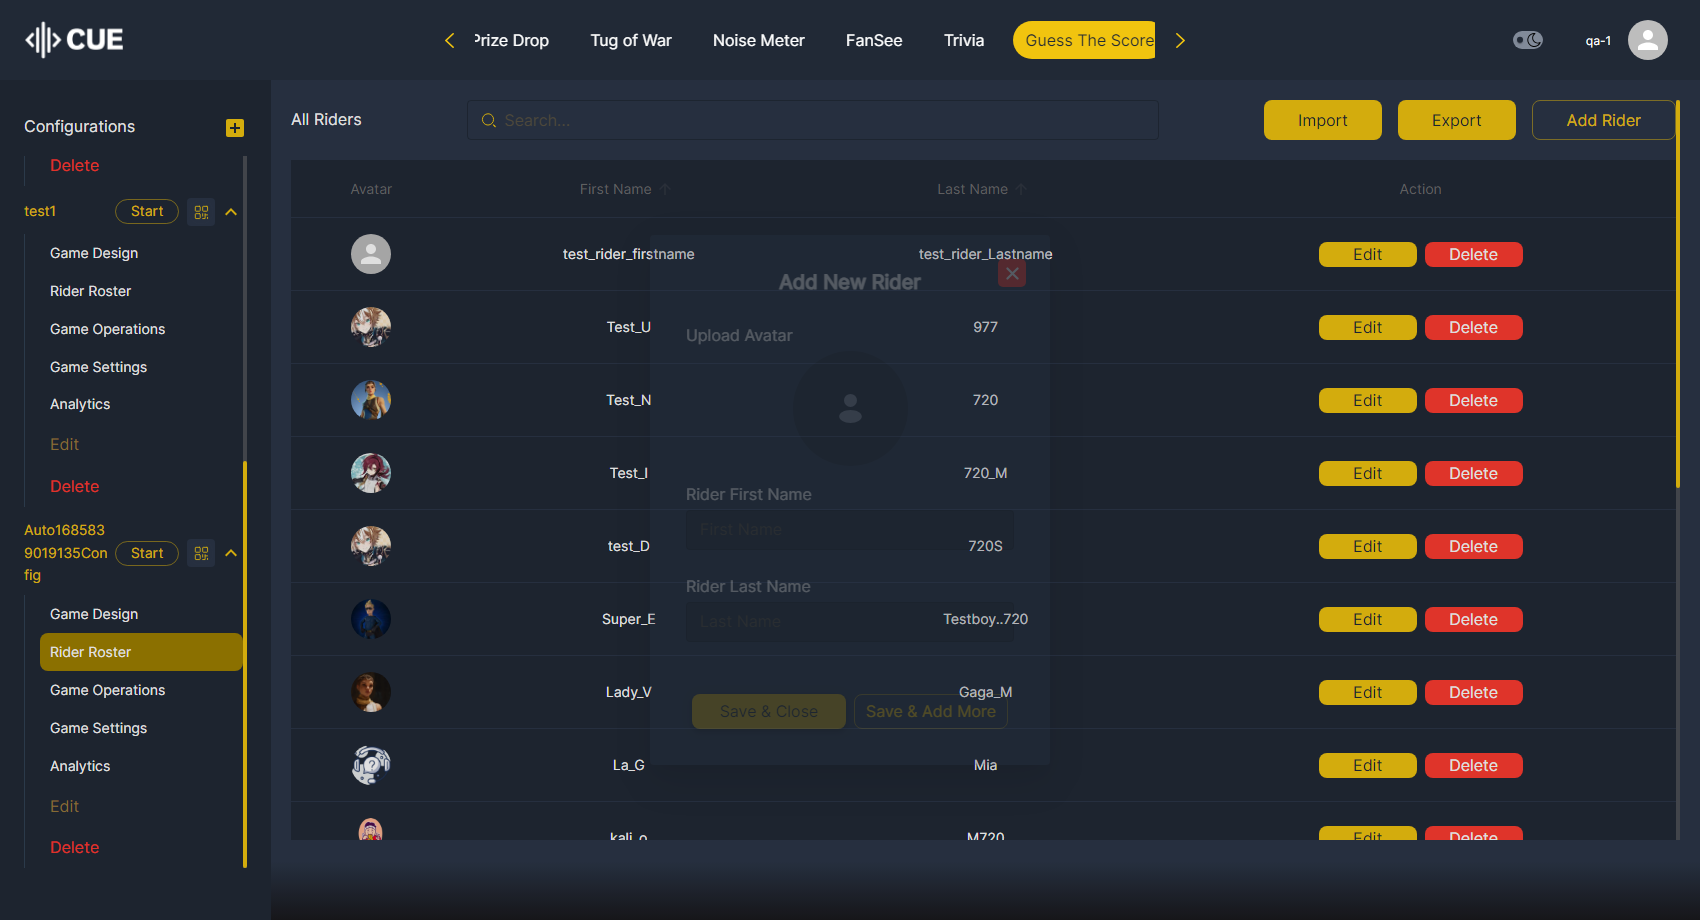 CUE
Prize Drop
Tug of War
Noise Meter
FanSee
Trivia
Guess The Score
qa-1
Configurations
Delete
test1
Start
Game Design
Rider Roster
Game Operations
Game Settings
Analytics
Edit
Delete
Auto168583
9019135Con
fig
Start
Game Design
Rider Roster
Game Operations
Game Settings
Analytics
Edit
Delete
All Riders
Search...
Import
Export
Add Rider
Avatar First Name Last Name Action
test_rider_firstname test_rider_Lastname Edit Delete
Test_U 977 Edit Delete
Test_N 720 Edit Delete
Test_I 720_M Edit Delete
test_D 720S Edit Delete
Super_E Testboy..720 Edit Delete
Lady_V Gaga_M Edit Delete
La_G Mia Edit Delete
kali_o M720 Edit Delete
Add New Rider
Upload Avatar
Rider First Name
First Name
Rider Last Name
Last Name
Save & Close
Save & Add More